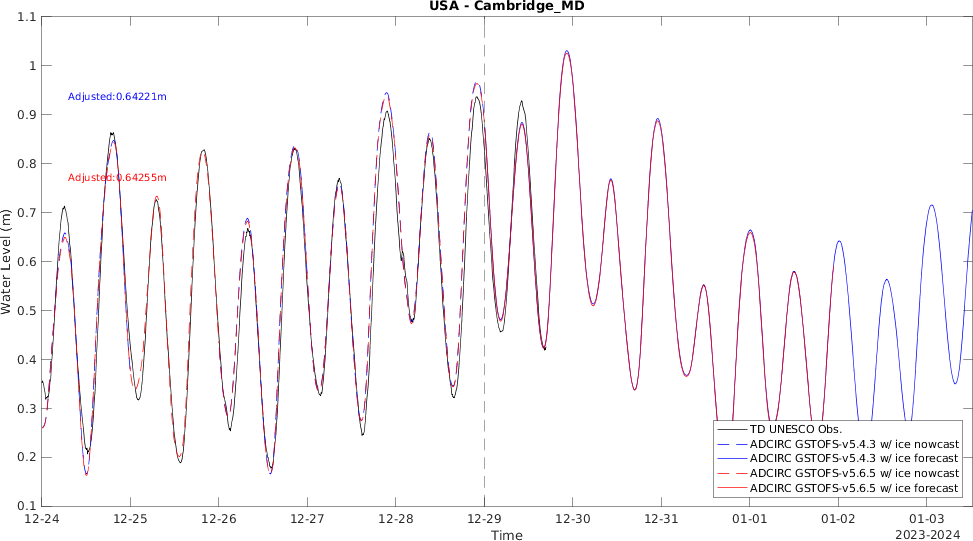 USA - Cambridge_MD
1.1
1
0.9
0.8
0.7
0.6
0.5
0.4
0.3
0.2
0.1
Water Level (m)
Adjusted:0.64221m
Adjusted:0.64255m
TD UNESCO Obs.
ADCIRC GSTOFS-v5.4.3 w/ ice nowcast
ADCIRC GSTOFS-v5.4.3 w/ ice forecast
ADCIRC GSTOFS-v5.6.5 w/ ice nowcast
ADCIRC GSTOFS-v5.6.5 w/ ice forecast
12-24 12-25 12-26 12-27 12-28 12-29 12-30 12-31 01-01 01-02 01-03
Time
2023-2024